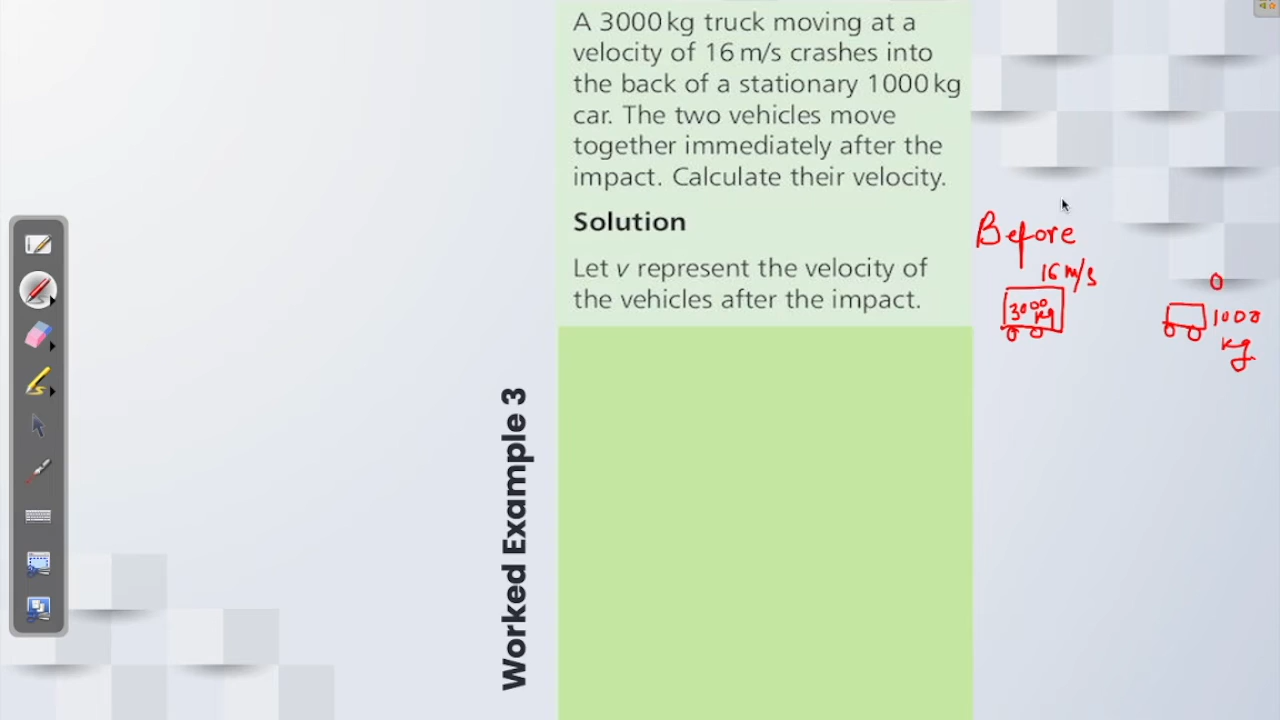 A 3000 kg truck moving at a
velocity of 16 m/s crashes into
the back of a stationary 1000 kg
car. The two vehicles move
together immediately after the
impact. Calculate their velocity.
Solution
Let v represent the velocity of
the vehicles after the impact.
Worked Example 3
Before
16 m/s
3000
kg
0
1000
kg